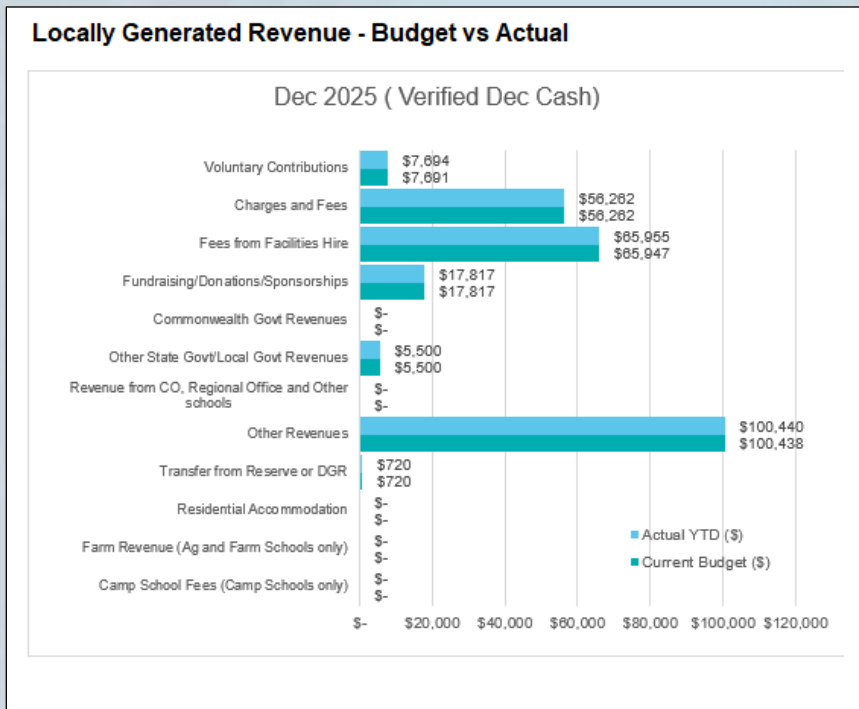 Locally Generated Revenue - Budget vs Actual
Dec 2025 ( Verified Dec Cash)
Voluntary Contributions
$7,694
$7,691
Charges and Fees
$56,262
$56,262
Fees from Facilities Hire
$65,955
$65,947
Fundraising/Donations/Sponsorships
$17,817
$17,817
Commonwealth Govt Revenues
$-
$-
Other State Govt/Local Govt Revenues
$5,500
$5,500
Revenue from CO, Regional Office and Other
schools
$-
$-
Other Revenues
$100,440
$100,438
Transfer from Reserve or DGR
$720
$720
Residential Accommodation
$-
$-
Farm Revenue (Ag and Farm Schools only)
$-
$-
Camp School Fees (Camp Schools only)
$-
$-
Actual YTD ($)
Current Budget ($)
$- $20,000 $40,000 $60,000 $80,000 $100,000 $120,000